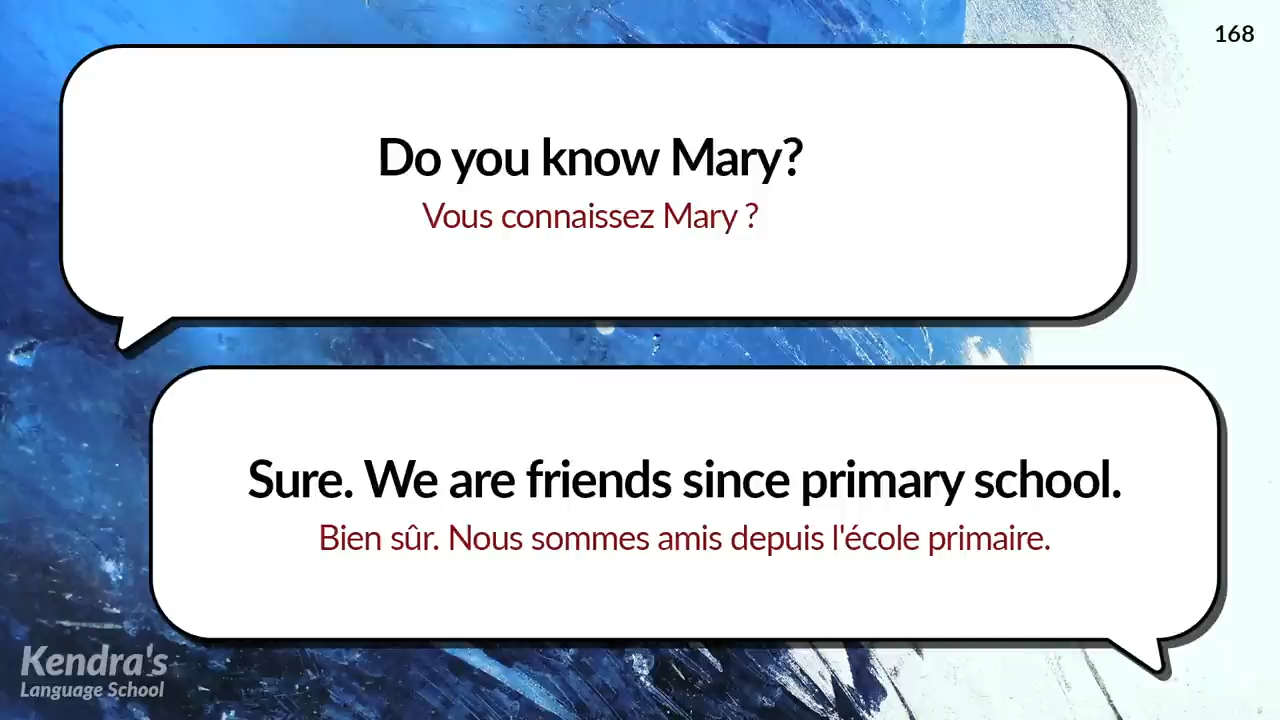 168
Do you know Mary?
Vous connaissez Mary ?
Sure. We are friends since primary school.
Bien sûr. Nous sommes amis depuis l'école primaire.
Kendra's
Language School